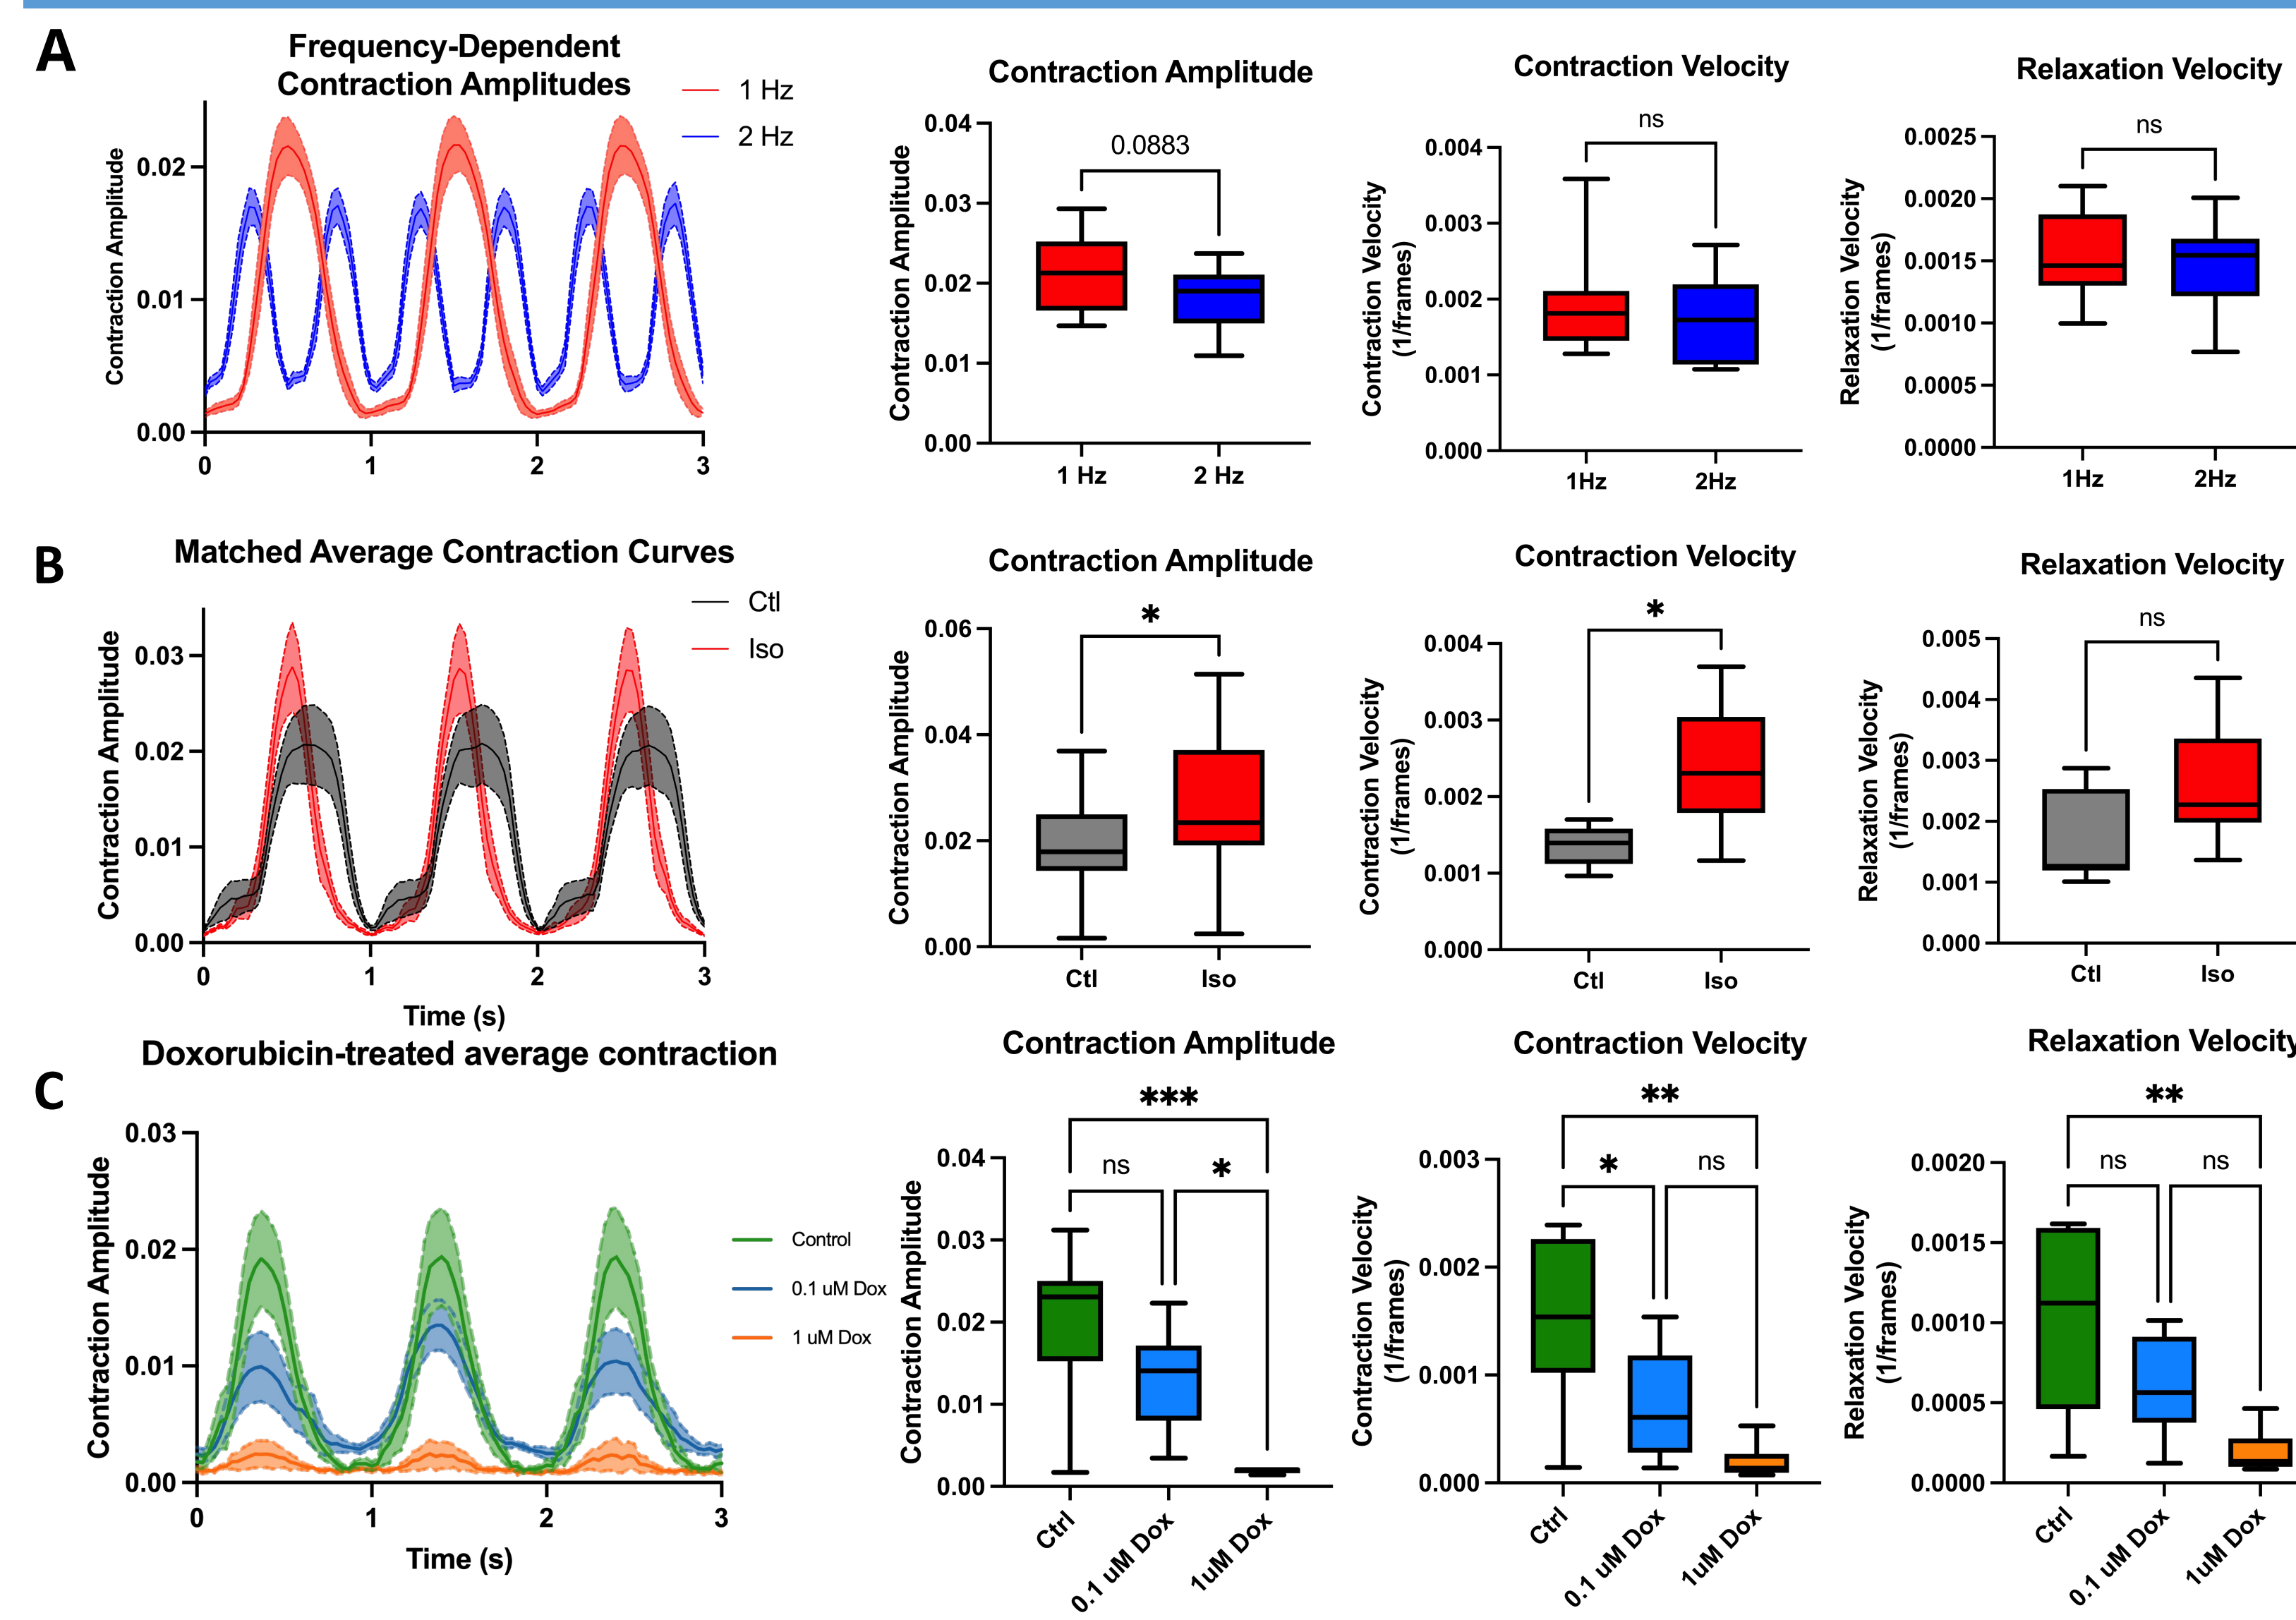 A
Frequency-Dependent
Contraction Amplitudes
1 Hz
2 Hz
Contraction Amplitude
0.02
0.01
0.00
0
1
2
3
Contraction Amplitude
0.0883
Contraction Amplitude
0.04
0.03
0.02
0.01
0.00
1 Hz
2 Hz
Contraction Velocity
ns
Contraction Velocity
(1/frames)
0.004
0.003
0.002
0.001
0.000
1Hz
2Hz
Relaxation Velocity
ns
Relaxation Velocity
(1/frames)
0.0025
0.0020
0.0015
0.0010
0.0005
0.0000
1Hz
2Hz
B
Matched Average Contraction Curves
Ctl
Iso
Contraction Amplitude
0.03
0.02
0.01
0.00
0
1
2
3
Time (s)
Contraction Amplitude
*
Contraction Amplitude
0.06
0.04
0.02
0.00
Ctl
Iso
Contraction Velocity
*
Contraction Velocity
(1/frames)
0.004
0.003
0.002
0.001
0.000
Ctl
Iso
Relaxation Velocity
ns
Relaxation Velocity
(1/frames)
0.005
0.004
0.003
0.002
0.001
0.000
Ctl
Iso
C
Doxorubicin-treated average contraction
Control
0.1 uM Dox
1 uM Dox
Contraction Amplitude
0.03
0.02
0.01
0.00
0
1
2
3
Time (s)
Contraction Amplitude
***
ns
*
Contraction Amplitude
0.04
0.03
0.02
0.01
0.00
Ctrl
0.1 uM Dox
1uM Dox
Contraction Velocity
**
*
ns
Contraction Velocity
(1/frames)
0.003
0.002
0.001
0.000
Ctrl
0.1 uM Dox
1uM Dox
Relaxation Velocity
**
ns
ns
Relaxation Velocity
(1/frames)
0.0020
0.0015
0.0010
0.00005
0.0000
Ctrl
0.1 uM Dox
1uM Dox